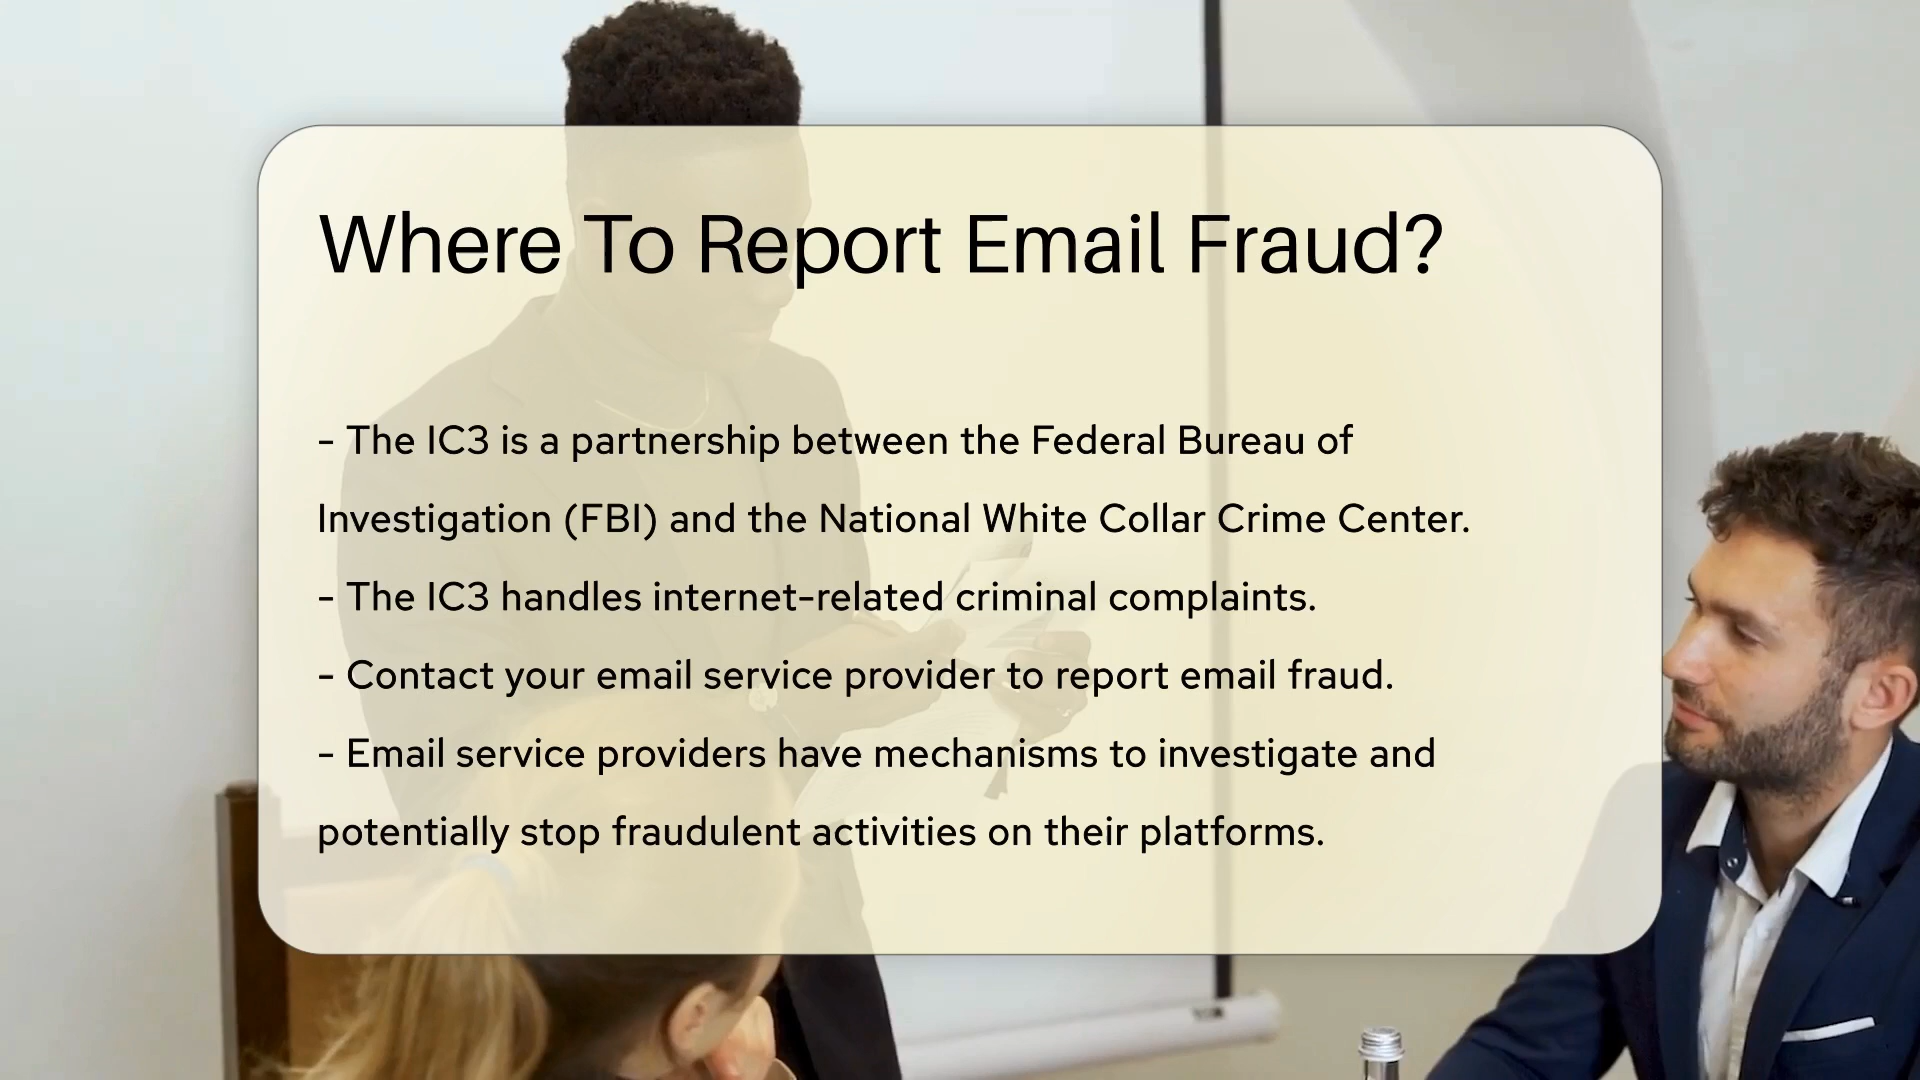 Where To Report Email Fraud?
- The IC3 is a partnership between the Federal Bureau of
Investigation (FBI) and the National White Collar Crime Center.
- The IC3 handles internet-related criminal complaints.
- Contact your email service provider to report email fraud.
- Email service providers have mechanisms to investigate and
potentially stop fraudulent activities on their platforms.